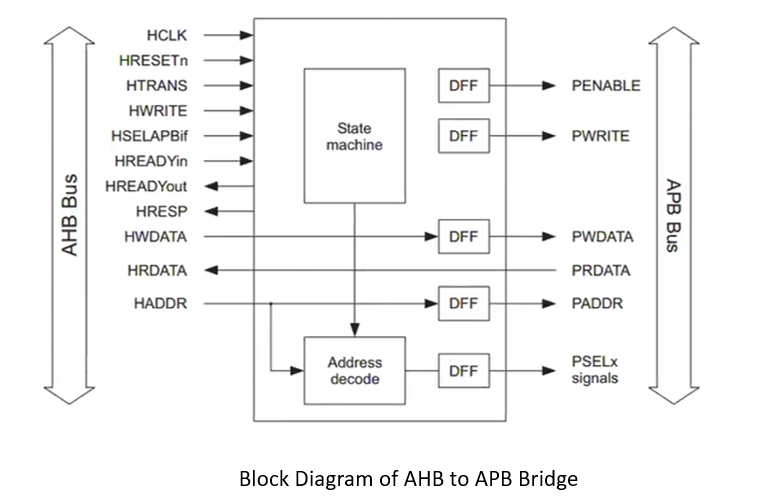 AHB Bus
HCLK
HRESETn
HTRANS
HWRITE
HSELAPBif
HREADYin
HREADYout
HRESP
HWDATA
HRDATA
HADDR
State
machine
Address
decode
DFF
DFF
DFF
DFF
DFF
PENABLE
PWRITE
PWDATA
PRDATA
PADDR
PSELx
signals
APB Bus
Block Diagram of AHB to APB Bridge